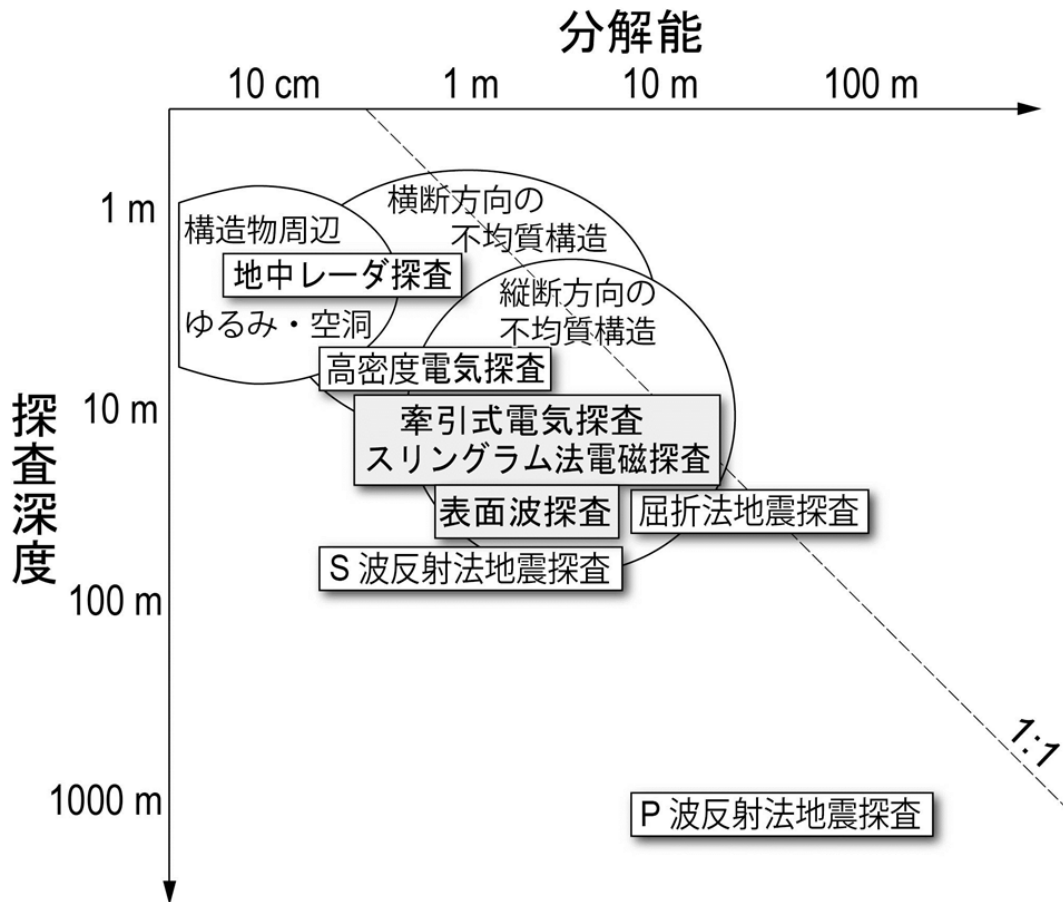 分解能
10 cm
1 m
10 m
100 m
探査深度
1 m
10 m
100 m
1000 m
横断方向の
不均質構造
構造物周辺
地中レーダ探査
ゆるみ・空洞
縦断方向の
不均質構造
高密度電気探査
牽引式電気探査
スリングラム法電磁探査
表面波探査
屈折法地震探査
S 波反射法地震探査
1:1
P 波反射法地震探査